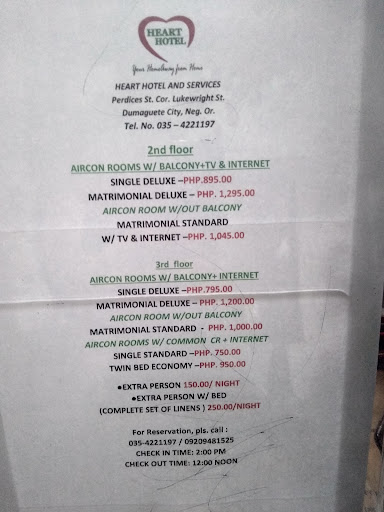 HEART
HOTEL
Your Homeaway from Home
HEART HOTEL AND SERVICES
Perdices St. Cor. Lukewright St.
Dumaguete City, Neg. Or.
Tel. No. 035 – 4221197
2nd floor
AIRCON ROOMS W/ BALCONY+TV & INTERNET
SINGLE DELUXE –PHP.895.00
MATRIMONIAL DELUXE – PHP. 1,295.00
AIRCON ROOM W/OUT BALCONY
MATRIMONIAL STANDARD
W/ TV & INTERNET –PHP. 1,045.00
3rd floor
AIRCON ROOMS W/ BALCONY+ INTERNET
SINGLE DELUXE –PHP.795.00
MATRIMONIAL DELUXE – PHP. 1,200.00
AIRCON ROOM W/OUT BALCONY
MATRIMONIAL STANDARD - PHP. 1,000.00
AIRCON ROOMS W/ COMMON CR + INTERNET
SINGLE STANDARD –PHP. 750.00
TWIN BED ECONOMY –PHP. 950.00
●EXTRA PERSON 150.00/ NIGHT
●EXTRA PERSON W/ BED
(COMPLETE SET OF LINENS ) 250.00/NIGHT
For Reservation, pls. call :
035-4221197 / 09209481525
CHECK IN TIME: 2:00 PM
CHECK OUT TIME: 12:00 NOON